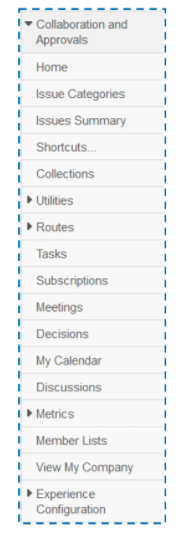 Collaboration and
Approvals
Home
Issue Categories
Issues Summary
Shortcuts...
Collections
Utilities
Routes
Tasks
Subscriptions
Meetings
Decisions
My Calendar
Discussions
Metrics
Member Lists
View My Company
Experience
Configuration